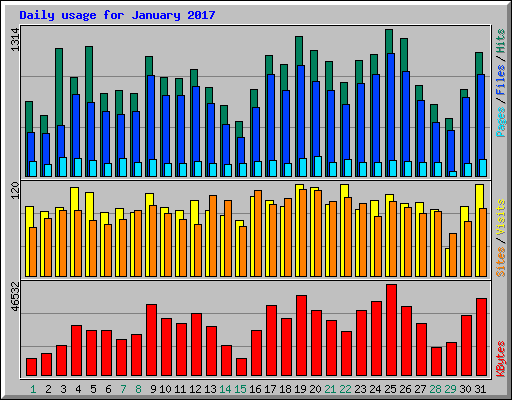 Daily usage for January 2017
1314
Pages / Files / Hits
120
Sites / Visits
46532
KBytes
1 2 3 4 5 6 7 8 9 10 11 12 13 14 15 16 17 18 19 20 21 22 23 24 25 26 27 28 29 30 31